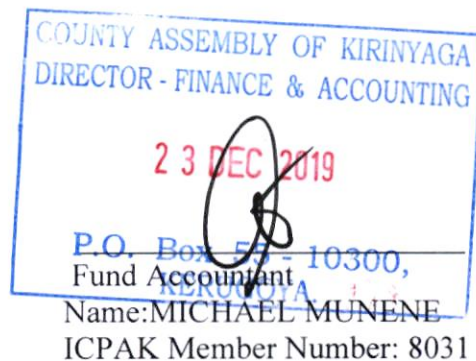 COUNTY ASSEMBLY OF KIRINYAGA
DIRECTOR - FINANCE & ACCOUNTING
23 DEC 2019
P.O. Box 55 - 10300,
Fund Accountant
KERUGOYA
Name:MICHAEL MUNENE
ICPAK Member Number: 8031